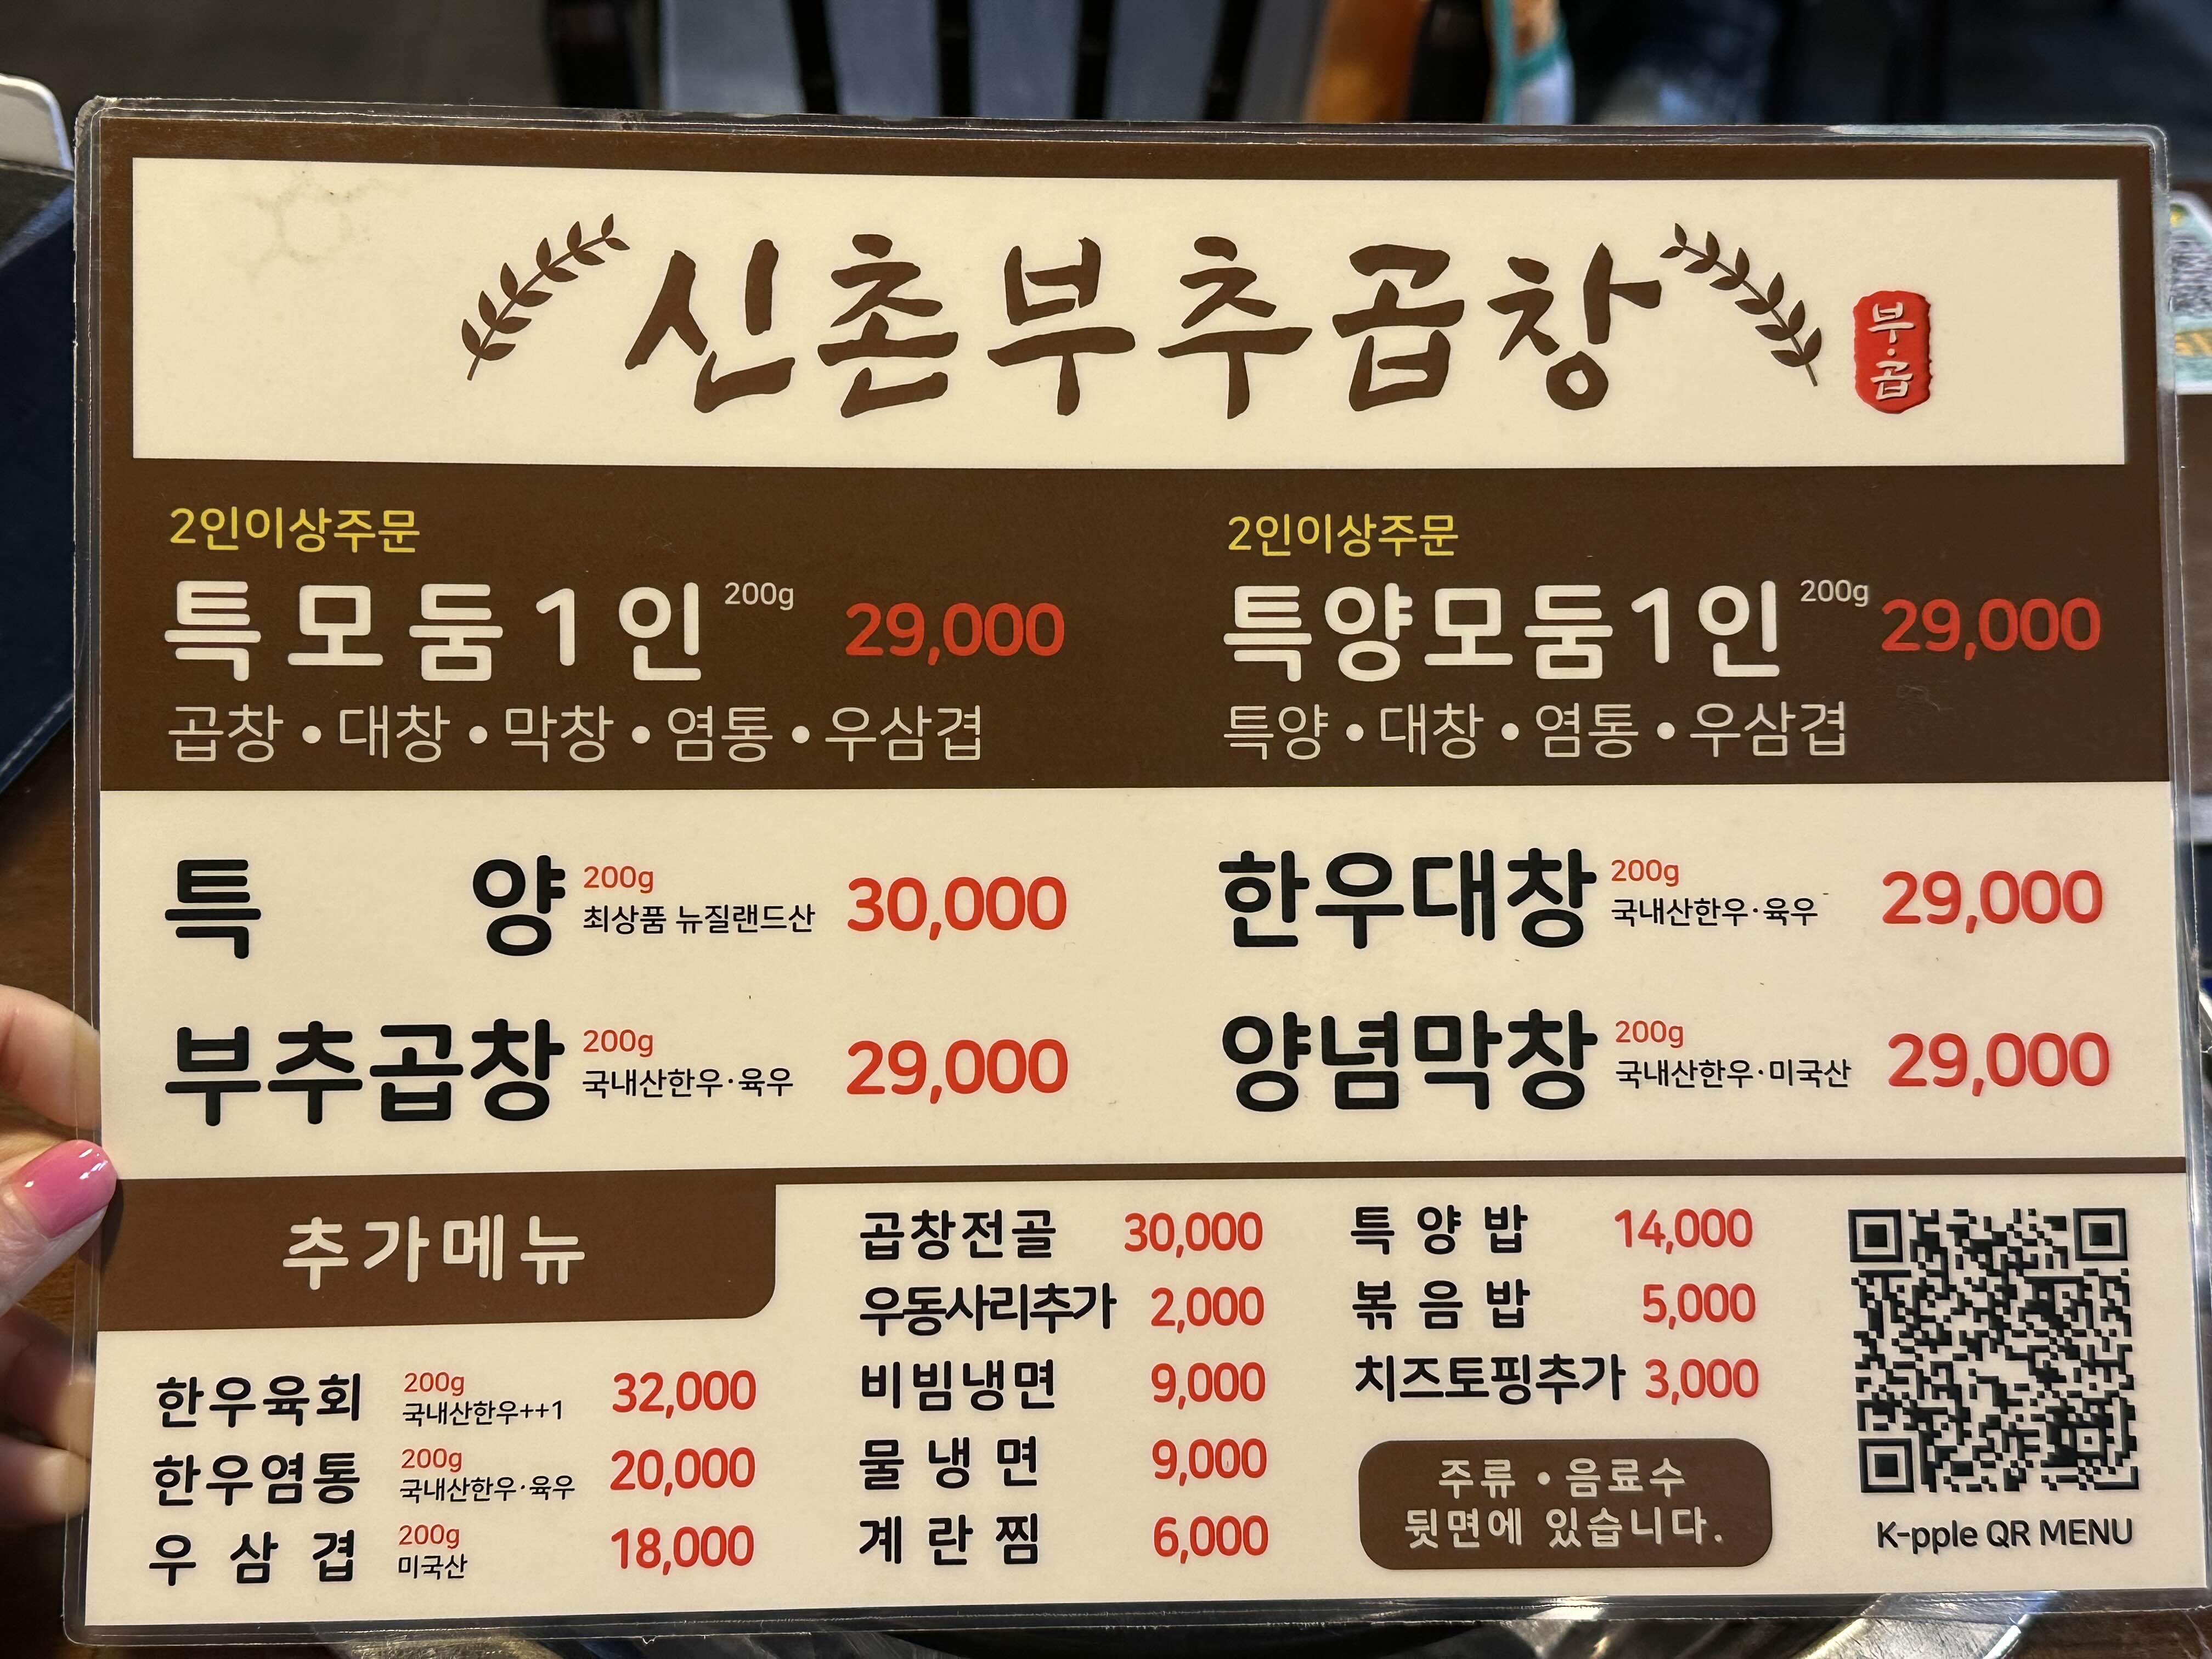 신촌부추곱창
부·곱
2인이상주문
특모둠1인 200g 29,000
곱창 • 대창 • 막창 • 염통 • 우삼겹
2인이상주문
특양모둠1인 200g 29,000
특양 • 대창 • 염통 • 우삼겹
특 양 200g 최상품 뉴질랜드산 30,000
한우대창 200g 국내산한우·육우 29,000
부추곱창 200g 국내산한우·육우 29,000
양념막창 200g 국내산한우·미국산 29,000
추가메뉴
한우육회 200g 국내산한우++1 32,000
한우염통 200g 국내산한우·육우 20,000
우 삼 겹 200g 미국산 18,000
곱창전골 30,000
우동사리추가 2,000
비빔냉면 9,000
물 냉 면 9,000
계 란 찜 6,000
특 양 밥 14,000
볶 음 밥 5,000
치즈토핑추가 3,000
주류 • 음료수
뒷면에 있습니다.
K-pple QR MENU